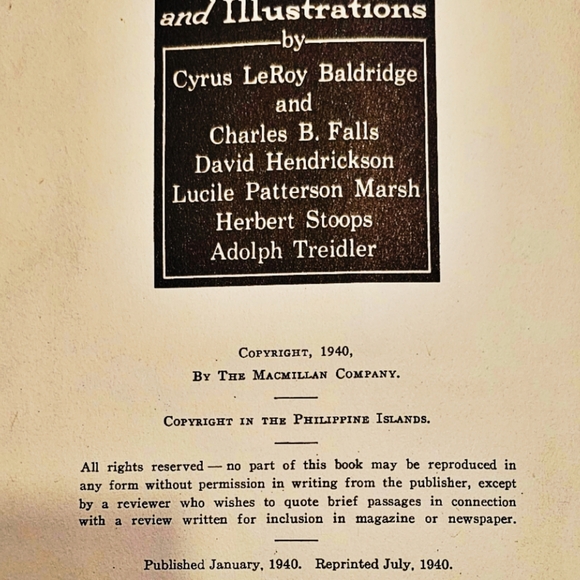 and Illustrations
by
Cyrus LeRoy Baldridge
and
Charles B. Falls
David Hendrickson
Lucile Patterson Marsh
Herbert Stoops
Adolph Treidler
Copyright, 1940,
By The Macmillan Company.
Copyright in the Philippine Islands.
All rights reserved — no part of this book may be reproduced in
any form without permission in writing from the publisher, except
by a reviewer who wishes to quote brief passages in connection
with a review written for inclusion in magazine or newspaper.
Published January, 1940. Reprinted July, 1940.